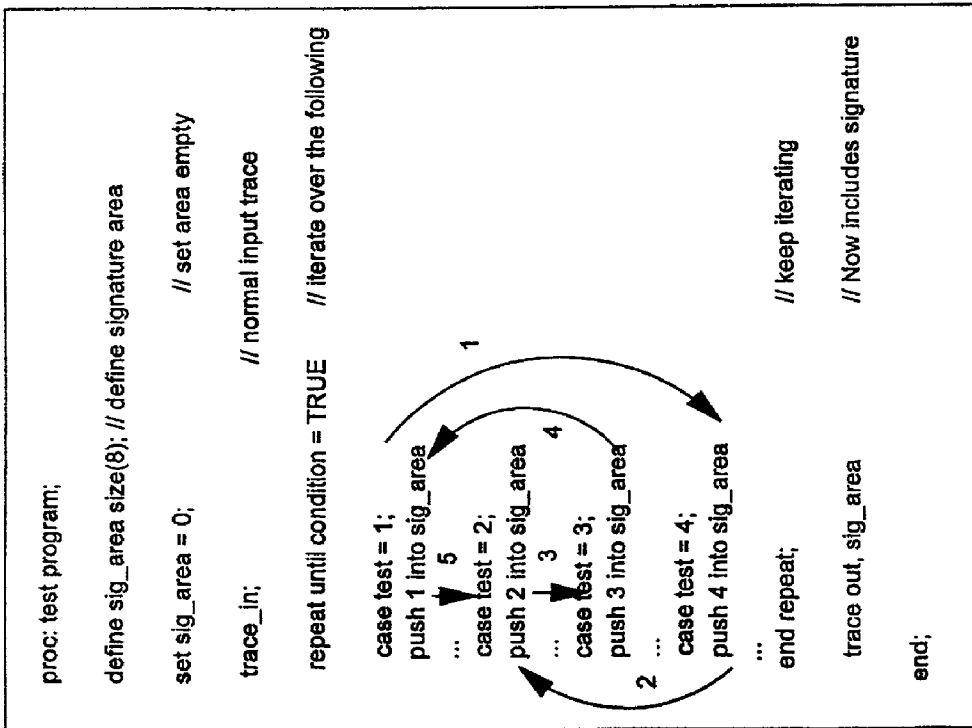 proc: test program;
define sig_area size(8); // define signature area
set sig_area = 0; // set area empty
trace_in; // normal input trace
repeat until condition = TRUE // iterate over the following
case test = 1;
push 1 into sig_area
... 5
case test = 2;
push 2 into sig_area
... 3
case test = 3;
push 3 into sig_area
...
case test = 4;
push 4 into sig_area
...
end repeat; // keep iterating
trace out, sig_area // Now includes signature
end;
1
4
2